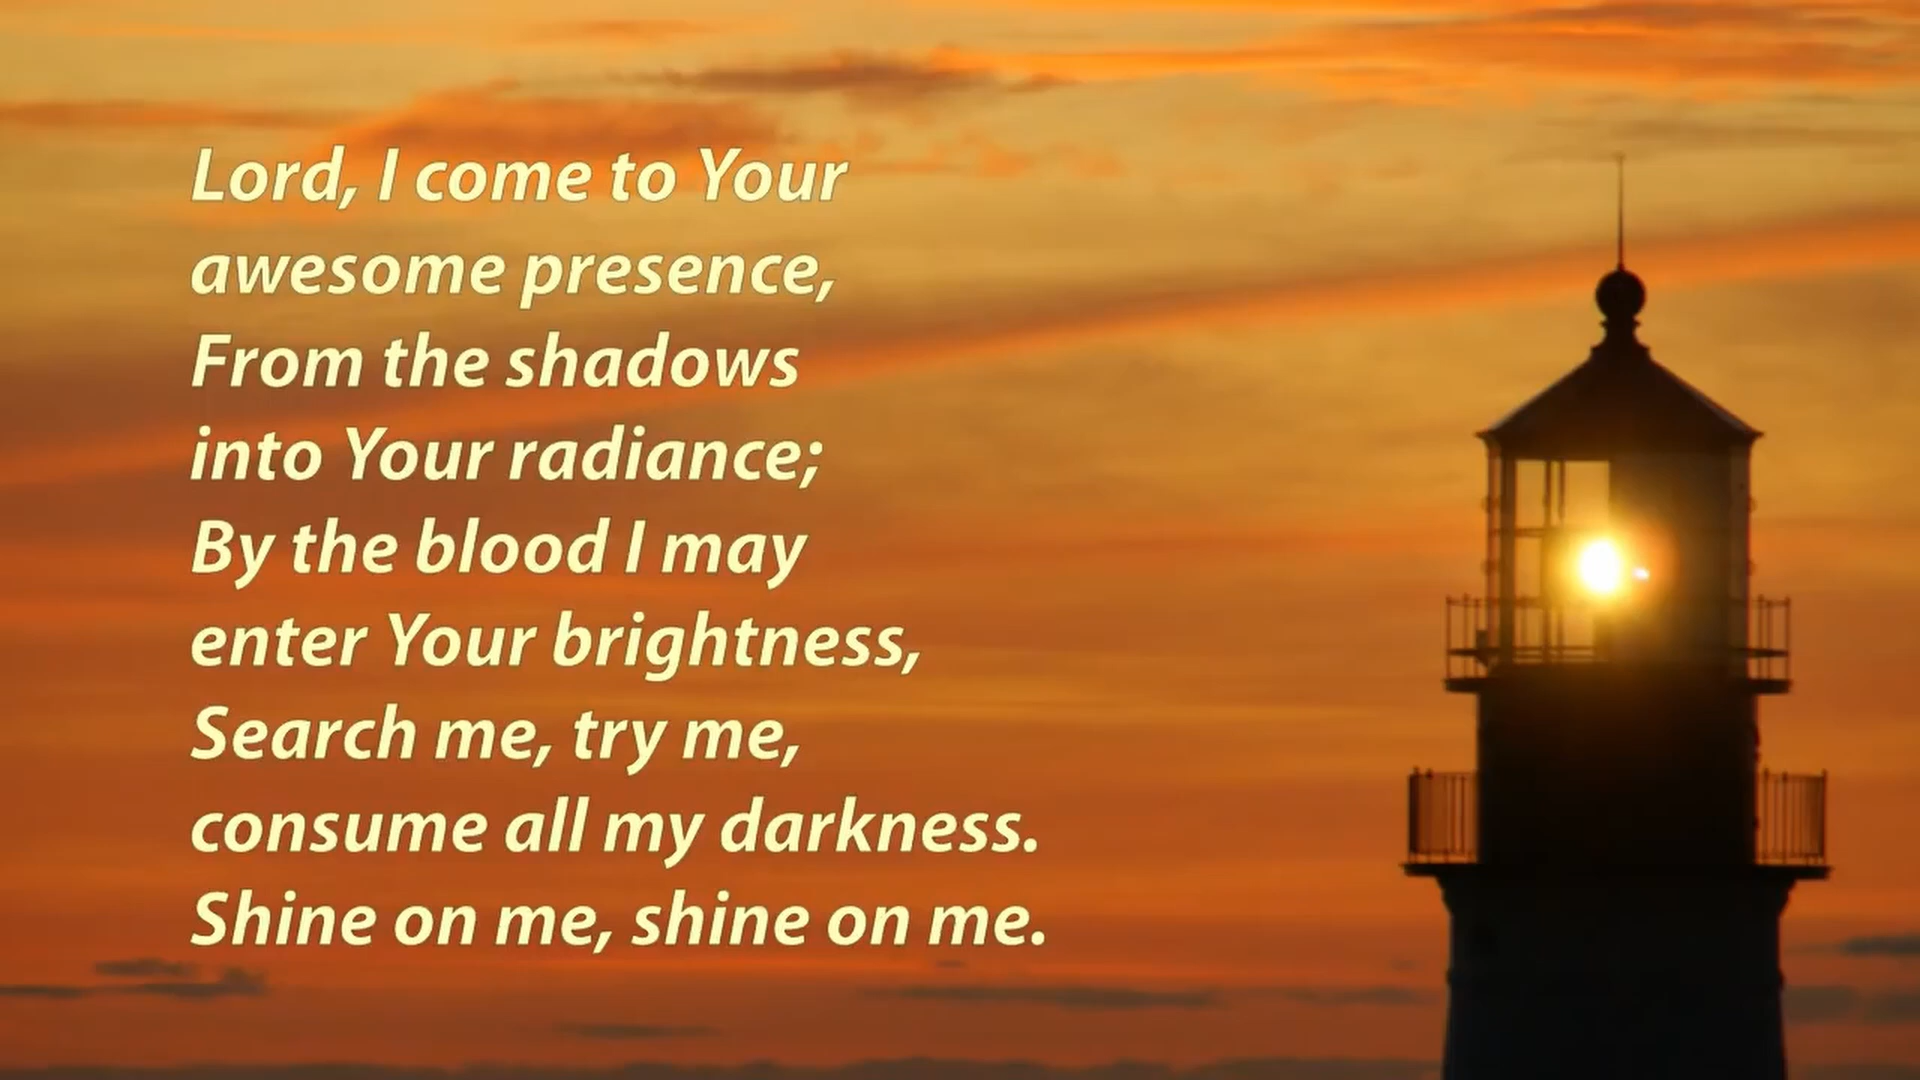 Lord, I come to Your
awesome presence,
From the shadows
into Your radiance;
By the blood I may
enter Your brightness,
Search me, try me,
consume all my darkness.
Shine on me, shine on me.